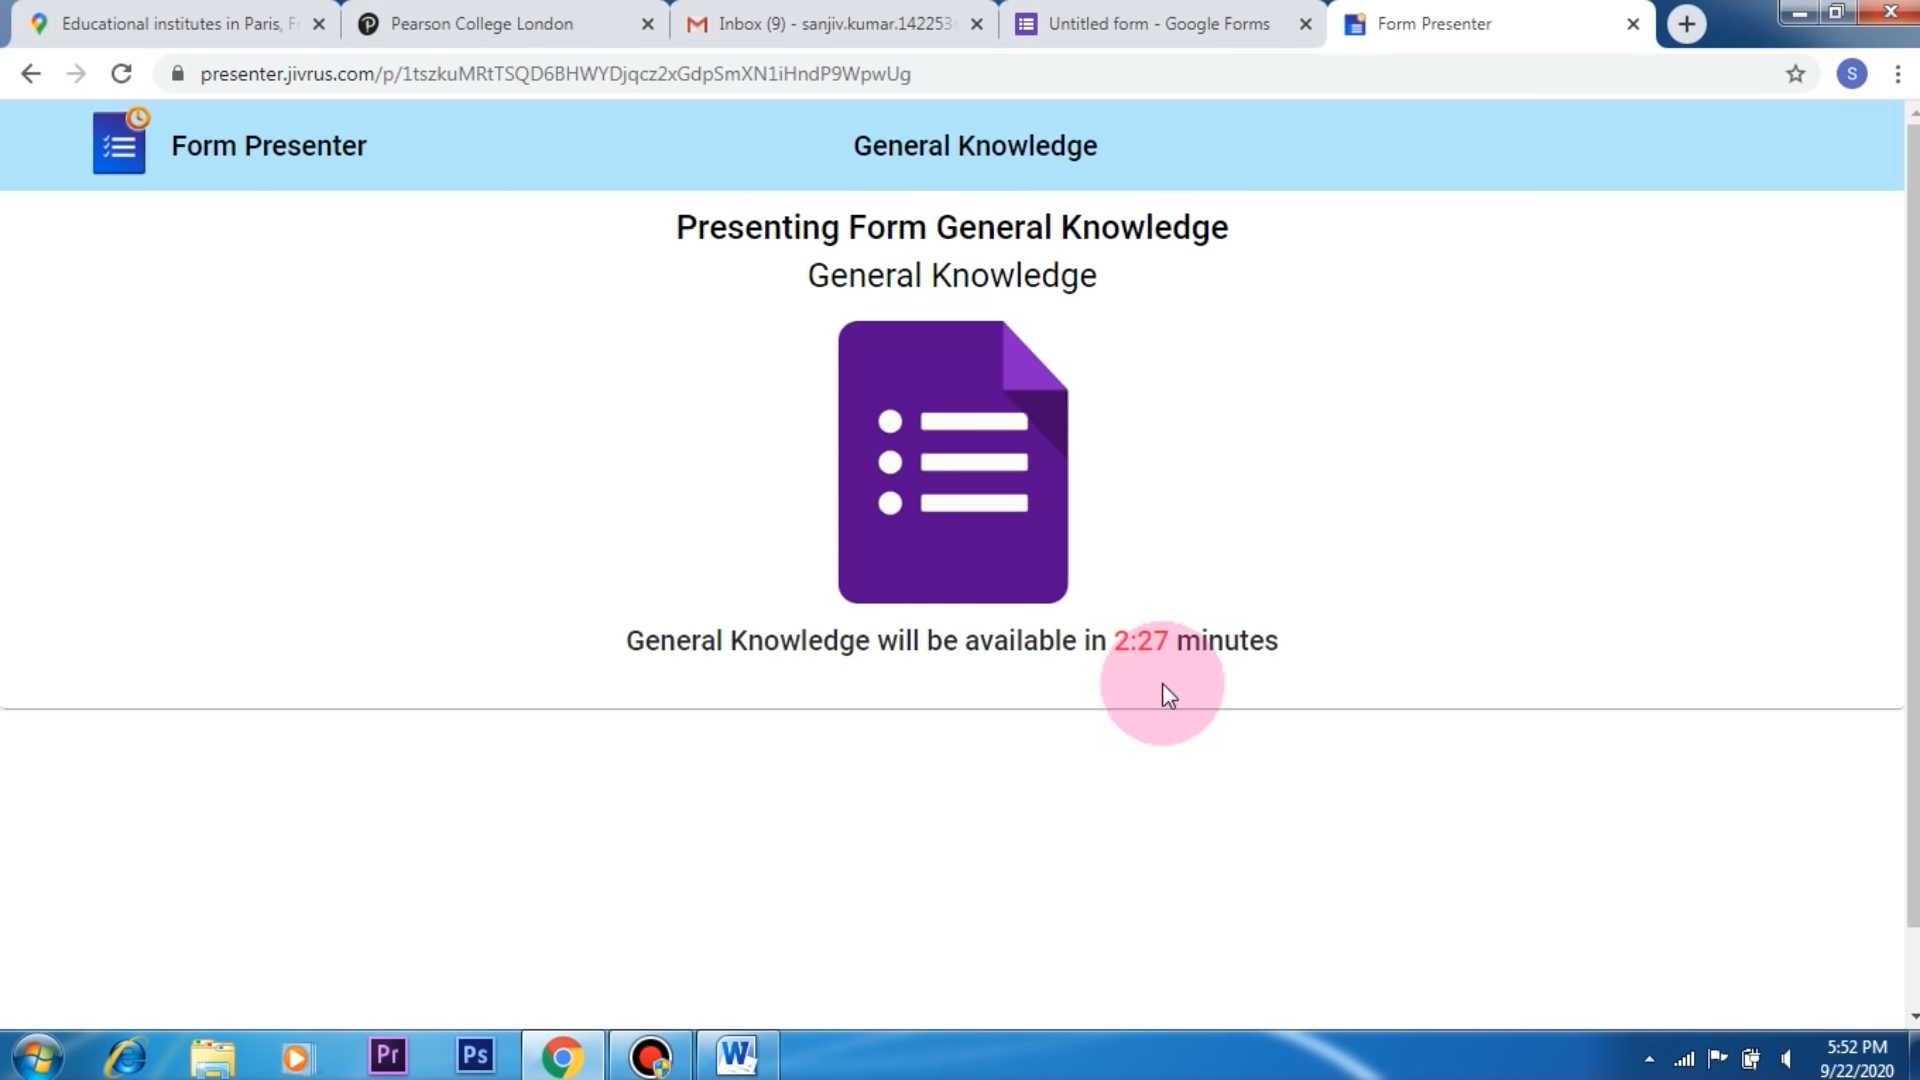 Educational institutes in Paris, Fr
Pearson College London
Inbox (9) - sanjiv.kumar.142253
Untitled form - Google Forms
Form Presenter
presenter.jivrus.com/p/1tszkuMRtTSQD6BHWYDjqcz2xGdpSmXN1iHndP9WpwUg
S
Form Presenter
General Knowledge
Presenting Form General Knowledge
General Knowledge
General Knowledge will be available in 2:27 minutes
Pr
Ps
W
5:52 PM
9/22/2020